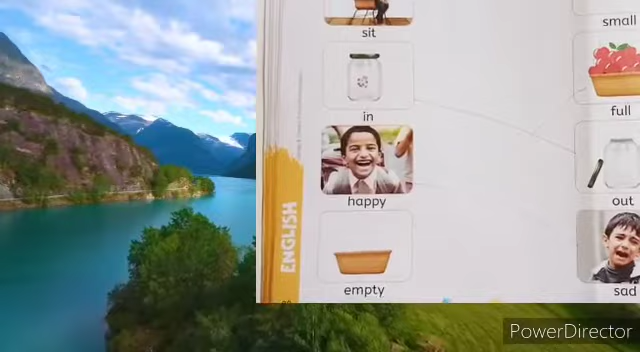 sit
small
in
full
happy
out
empty
sad
ENGLISH
PowerDirector